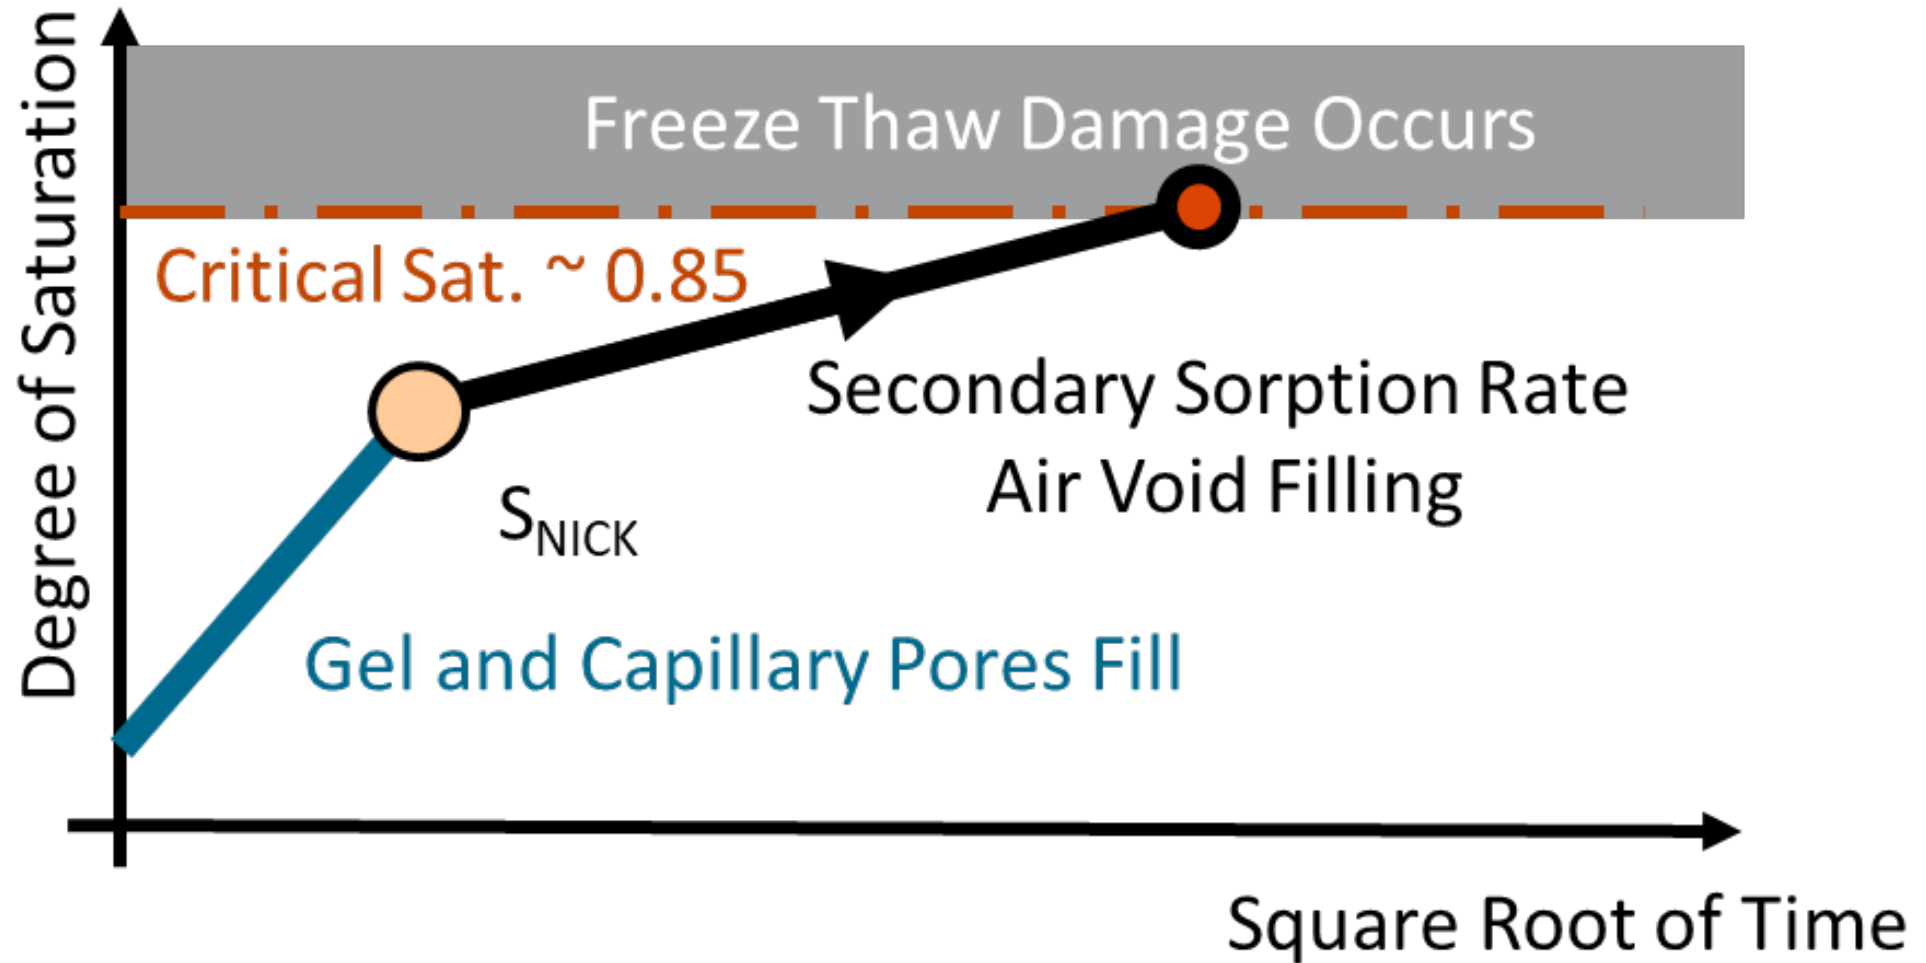 Degree of Saturation
Freeze Thaw Damage Occurs
Critical Sat. ~ 0.85
Secondary Sorption Rate
Air Void Filling
S_NICK
Gel and Capillary Pores Fill
Square Root of Time